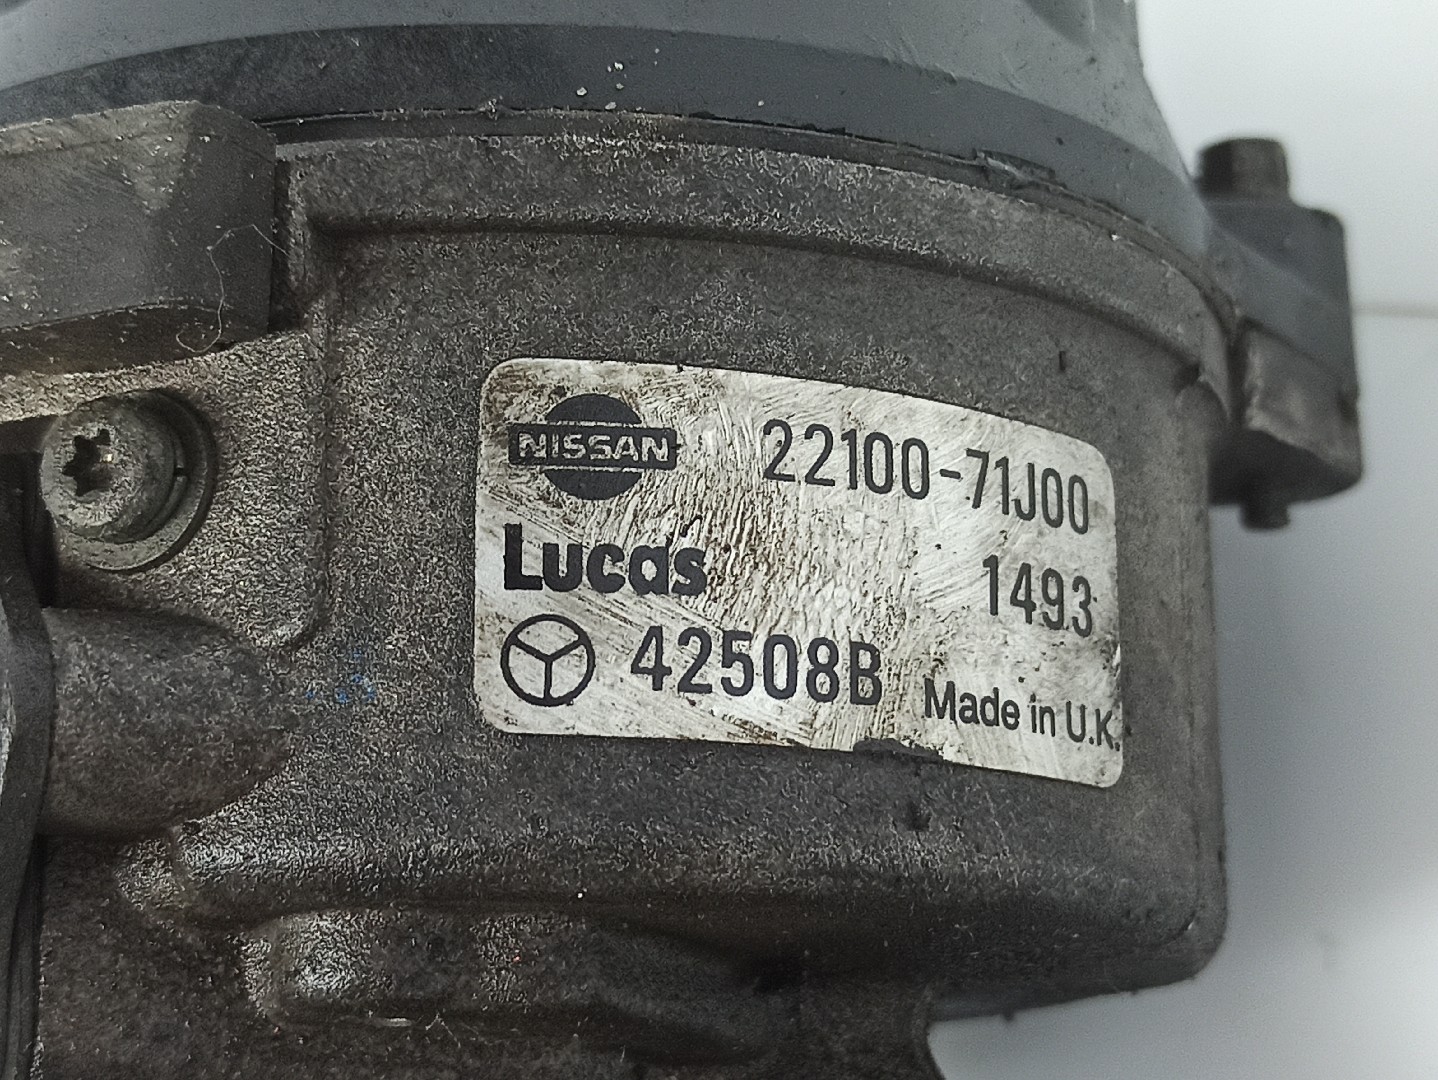 NISSAN 22100-71J00
Lucas 1493
42508B Made in U.K.